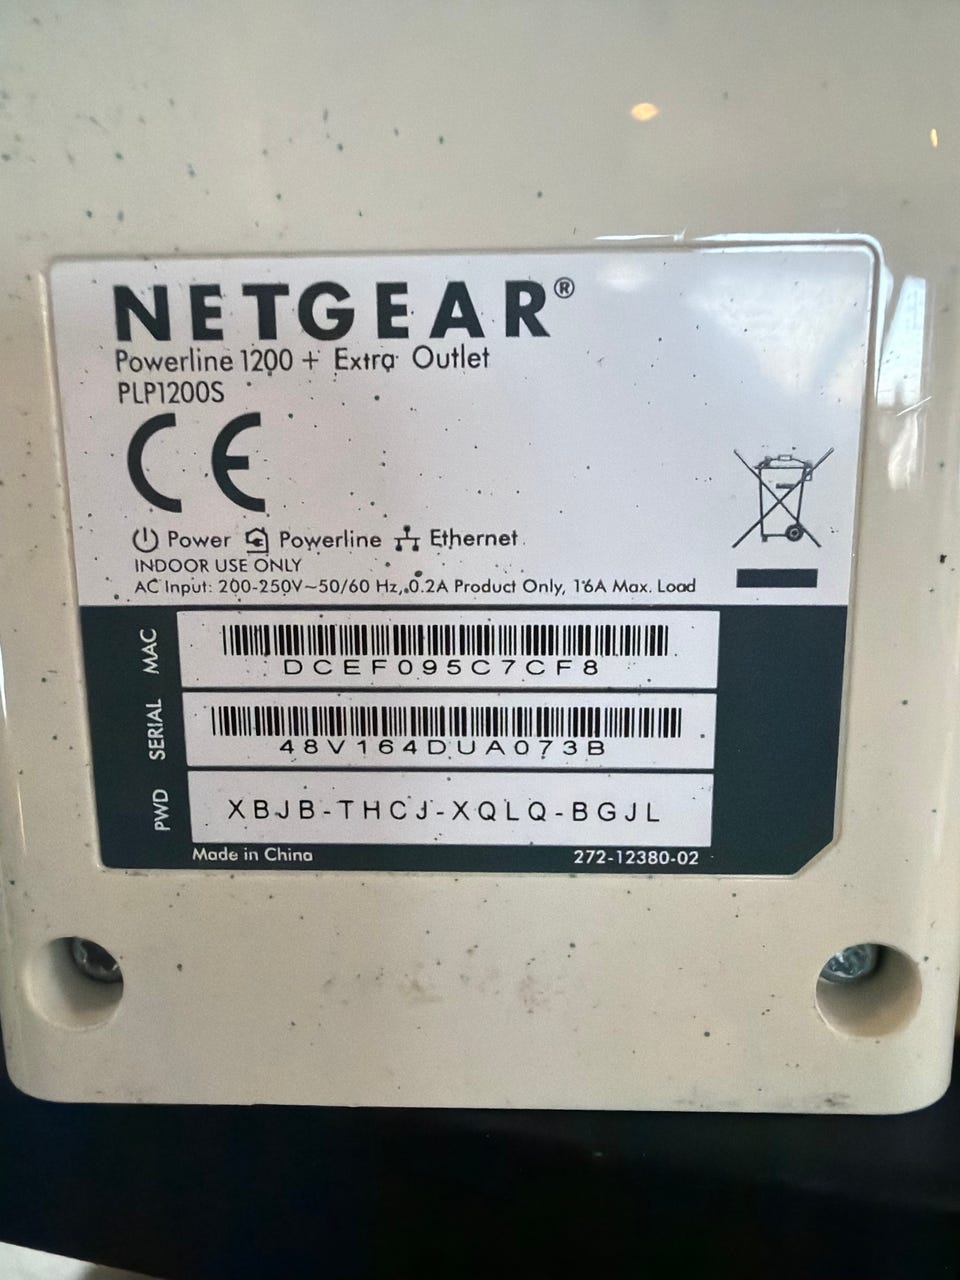 NETGEAR®
Powerline 1200 + Extra Outlet
PLP1200S
CE
Power Powerline Ethernet
INDOOR USE ONLY
AC Input: 200-250V~50/60 Hz, 0.2A Product Only, 16A Max. Load
MAC
DCEF095C7CF8
SERIAL
48V164DUA073B
PWD
XBJB-THCJ-XQLQ-BGJL
Made in China 272-12380-02